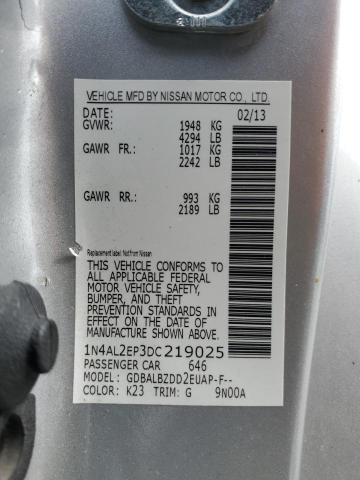 VEHICLE MFD BY NISSAN MOTOR CO., LTD.
DATE: 02/13
GVWR: 1948 KG
4294 LB
GAWR FR.: 1017 KG
2242 LB
GAWR RR.: 993 KG
2189 LB
Replacement label. Not from Nissan
THIS VEHICLE CONFORMS TO
ALL APPLICABLE FEDERAL
MOTOR VEHICLE SAFETY,
BUMPER, AND THEFT
PREVENTION STANDARDS
IN EFFECT ON THE DATE OF
MANUFACTURE SHOWN ABOVE.
1N4AL2EP3DC219025
PASSENGER CAR 646
MODEL: GDBALBZDD2EUAP-F--
COLOR: K23 TRIM: G 9N00A